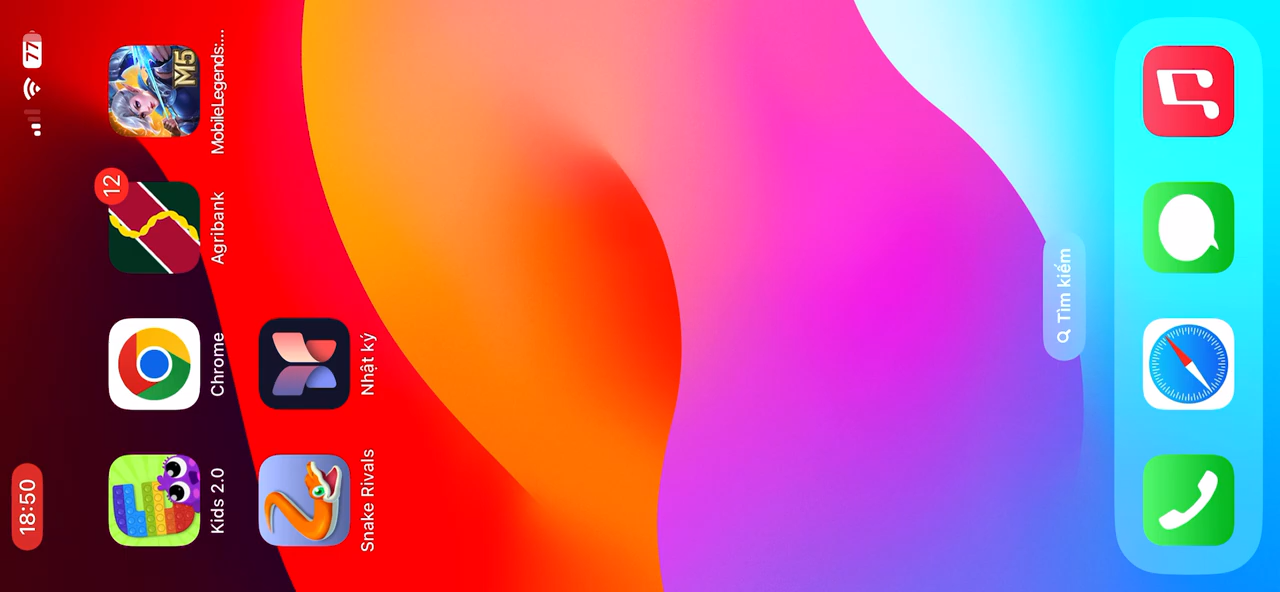 18:50
77
Kids 2.0
Chrome
12
Agribank
M5
MobileLegends:...
Snake Rivals
Nhật ký
Tìm kiếm